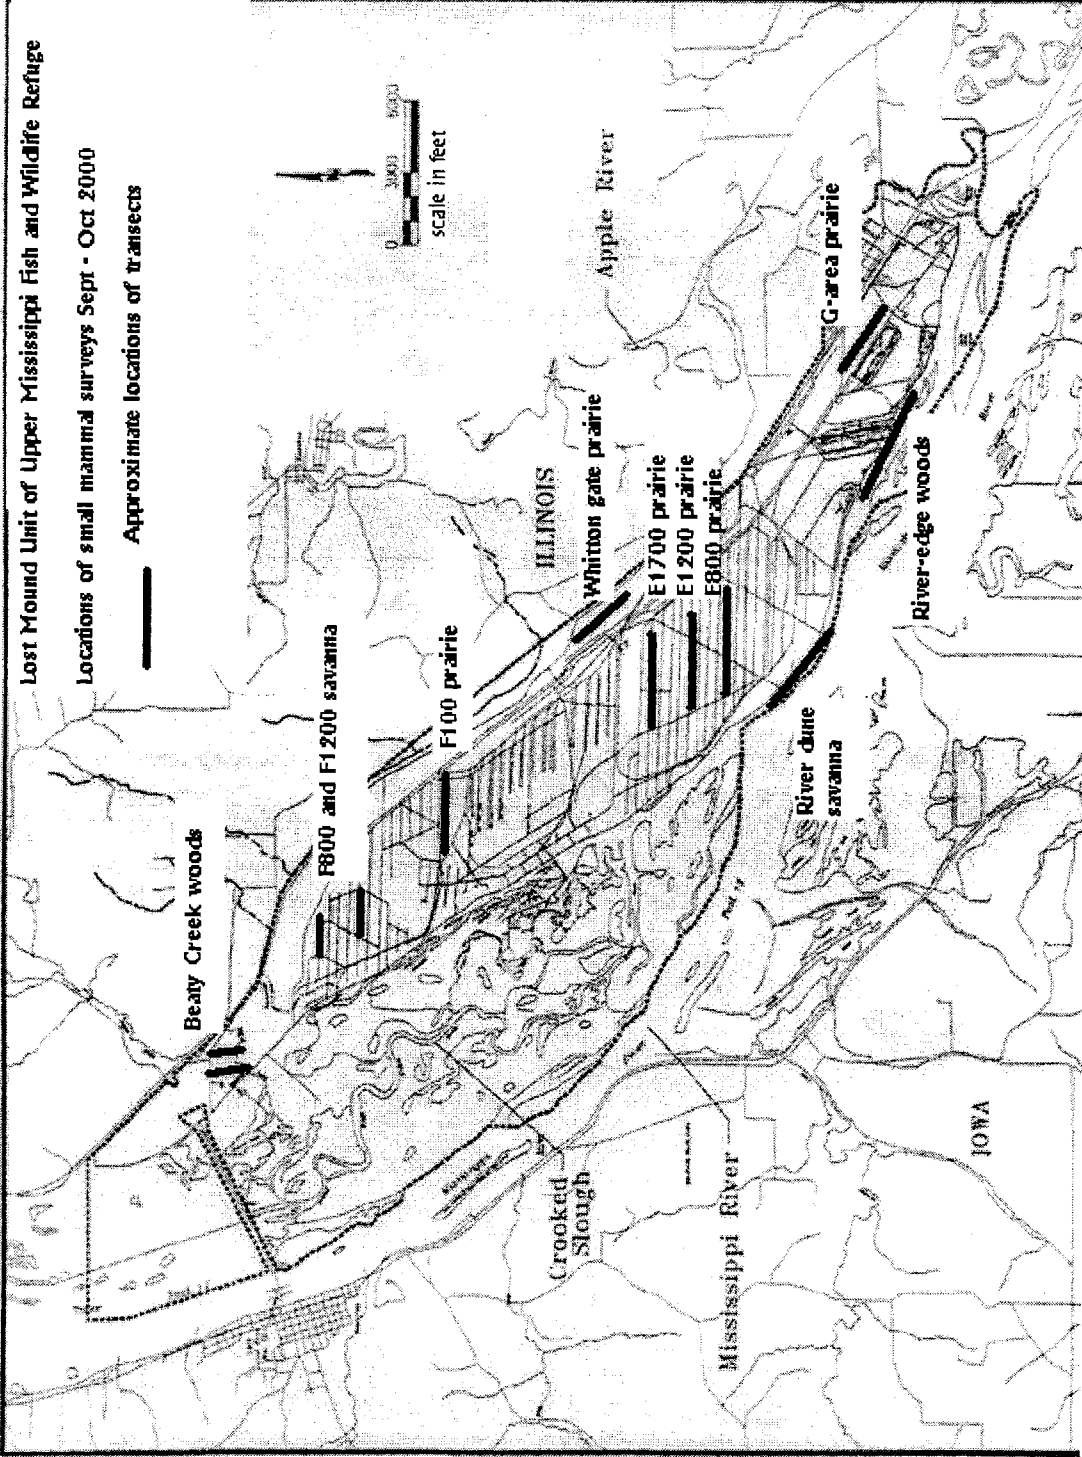 Lost Mound Unit of Upper Mississippi Fish and Wildlife Refuge
Locations of small mammal surveys Sept - Oct 2000
Approximate locations of transects
0 3000 6000
scale in feet
Beaty Creek woods
F800 and F1200 savanna
F100 prairie
ILLINOIS
Whitton gate prairie
E1700 prairie
E1200 prairie
E800 prairie
Apple River
G-area prairie
River-edge woods
River dune
savanna
Crooked
Slough
Mississippi River
IOWA